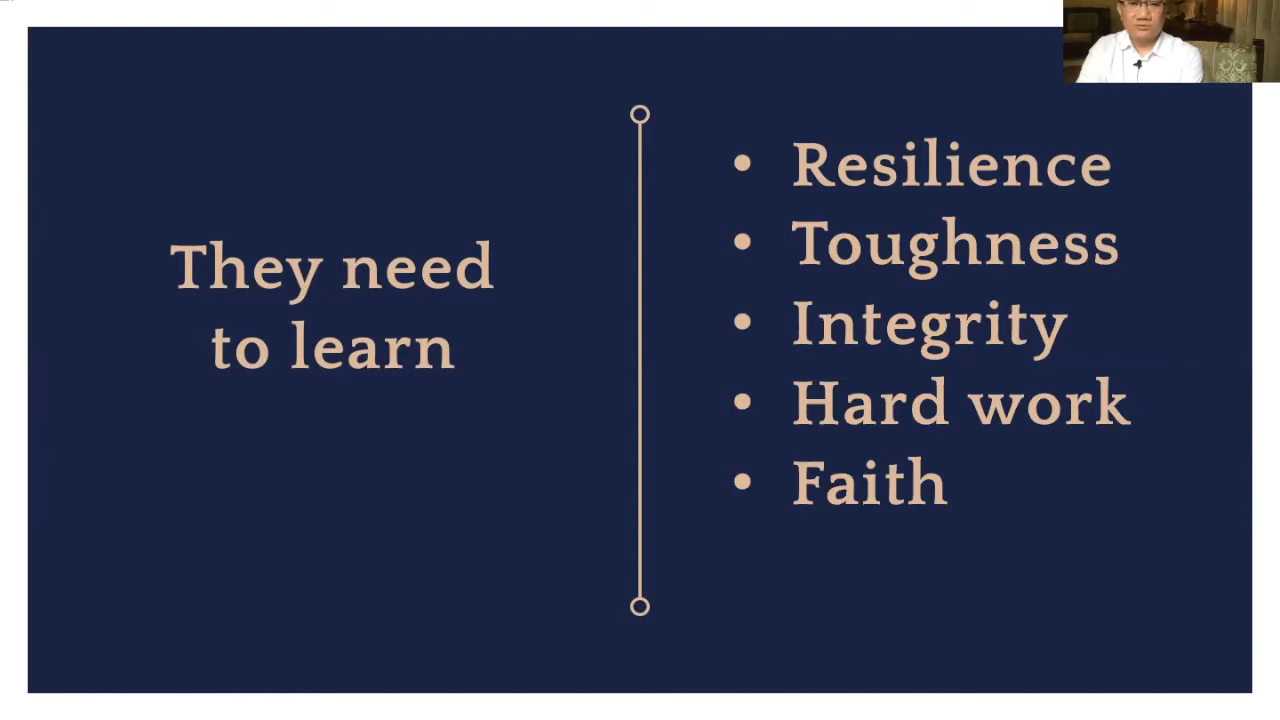 They need
to learn
• Resilience
• Toughness
• Integrity
• Hard work
• Faith